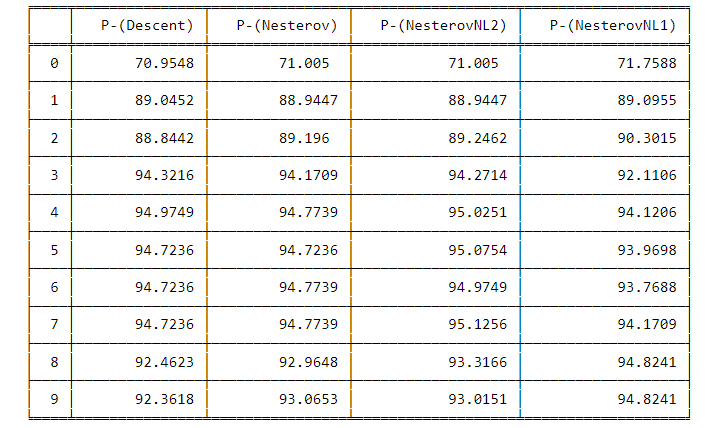 P-(Descent) P-(Nesterov) P-(NesterovNL2) P-(NesterovNL1)
0 70.9548 71.005 71.005 71.7588
1 89.0452 88.9447 88.9447 89.0955
2 88.8442 89.196 89.2462 90.3015
3 94.3216 94.1709 94.2714 92.1106
4 94.9749 94.7739 95.0251 94.1206
5 94.7236 94.7236 95.0754 93.9698
6 94.7236 94.7739 94.9749 93.7688
7 94.7236 94.7739 95.1256 94.1709
8 92.4623 92.9648 93.3166 94.8241
9 92.3618 93.0653 93.0151 94.8241